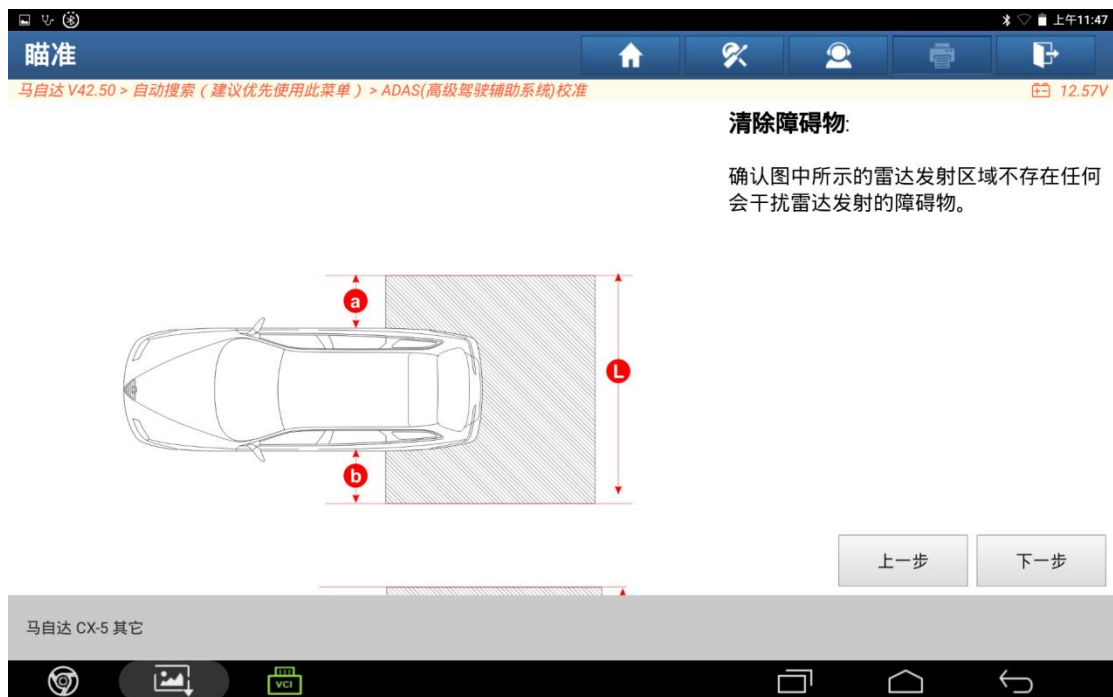 上午11:47
瞄准
马自达 V42.50 > 自动搜索（建议优先使用此菜单）> ADAS(高级驾驶辅助系统)校准
12.57V
清除障碍物:
确认图中所示的雷达发射区域不存在任何
会干扰雷达发射的障碍物。
a
L
b
上一步
下一步
马自达 CX-5 其它
VCI